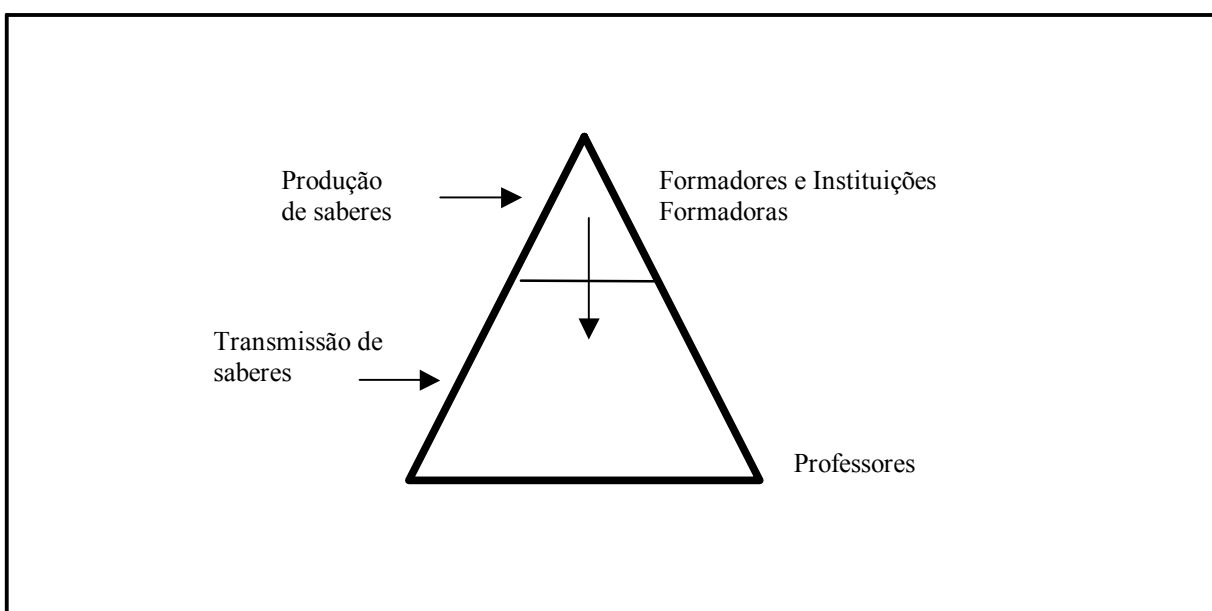 Produção
de saberes
Formadores e Instituições
Formadoras
Transmissão de
saberes
Professores